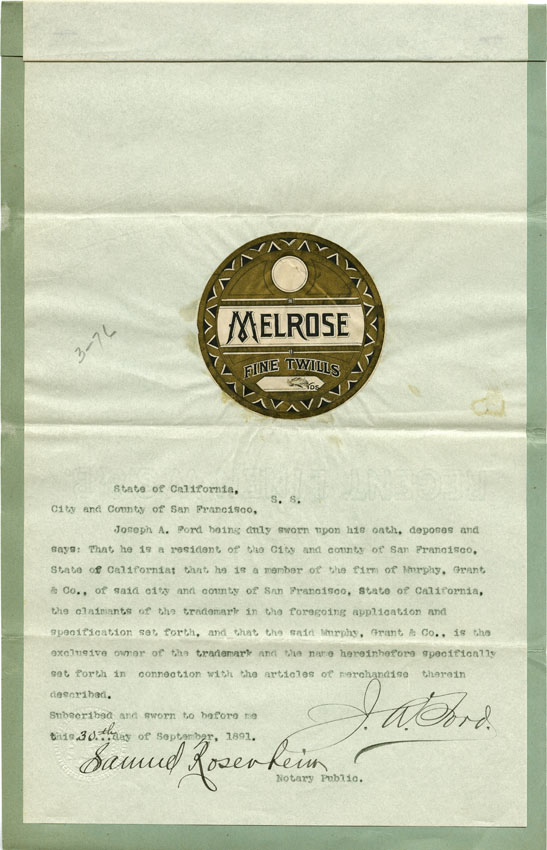 MELROSE
FINE TWILLS
YDS
3-76
State of California,
S. S.
City and County of San Francisco,
Joseph A. Ford being duly sworn upon his oath, deposes and
says: That he is a resident of the City and county of San Francisco,
State of California; that he is a member of the firm of Murphy, Grant
& Co., of said city and county of San Francisco, State of California,
the claimants of the trademark in the foregoing application and
specification set forth, and that the said Murphy, Grant & Co., is the
exclusive owner of the trademark and the name hereinbefore specifically
set forth in connection with the articles of merchandise therein
described.
Subscribed and sworn to before me
this 30th day of September, 1891.
J. A. Ford.
Samuel Rosenheim
Notary Public.